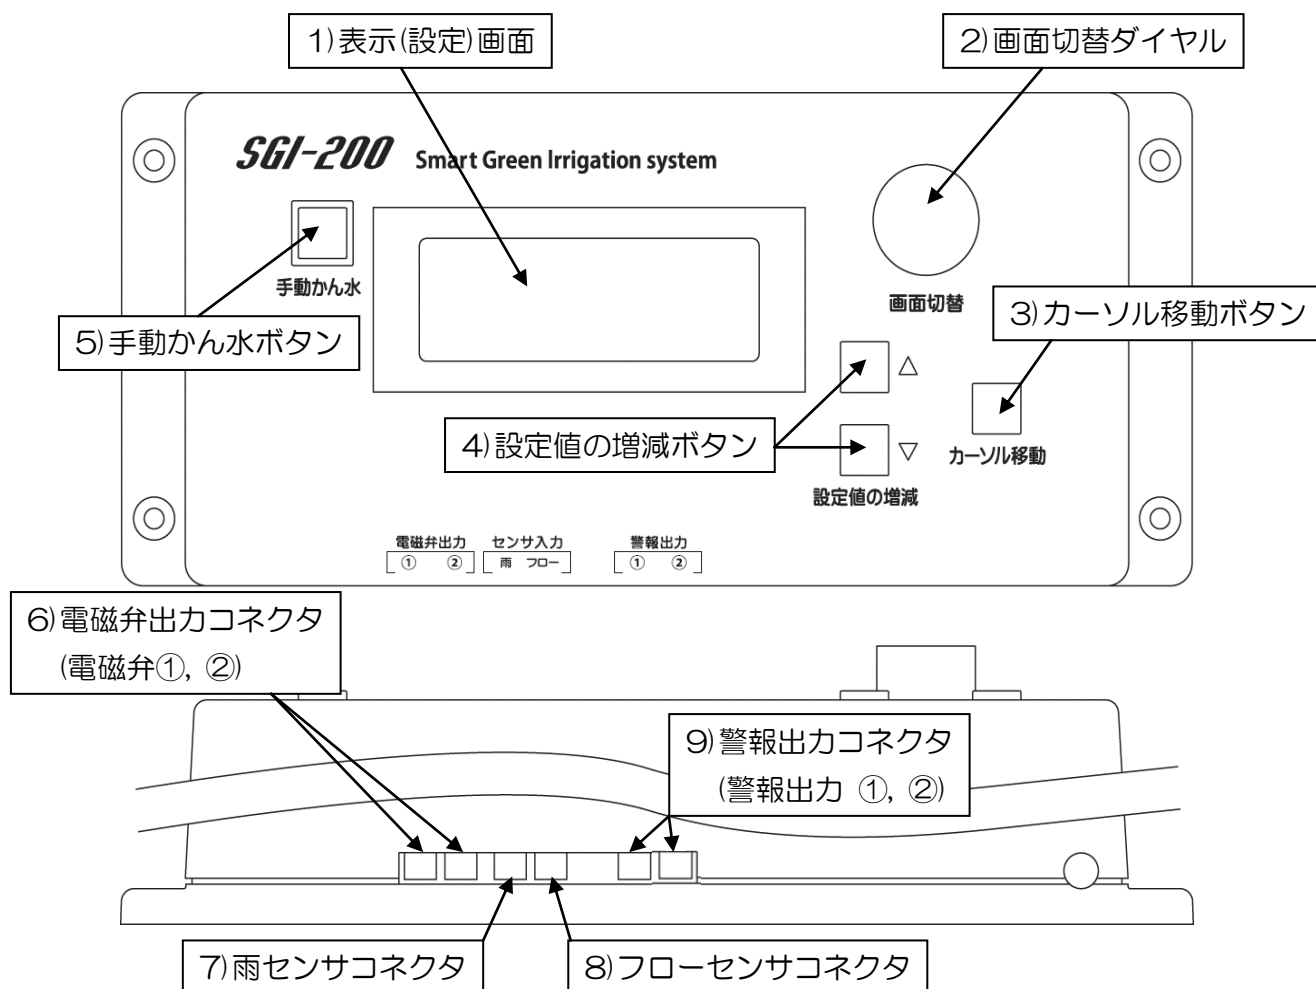 1)表示(設定)画面
2)画面切替ダイヤル
SGI-200 Smart Green Irrigation system
手動かん水
画面切替
3)カーソル移動ボタン
5)手動かん水ボタン
△
4)設定値の増減ボタン
▽
カーソル移動
設定値の増減
電磁弁出力 センサ入力 警報出力
① ② 雨 フロー ① ②
6)電磁弁出力コネクタ
(電磁弁①, ②)
9)警報出力コネクタ
(警報出力 ①, ②)
7)雨センサコネクタ
8)フローセンサコネクタ